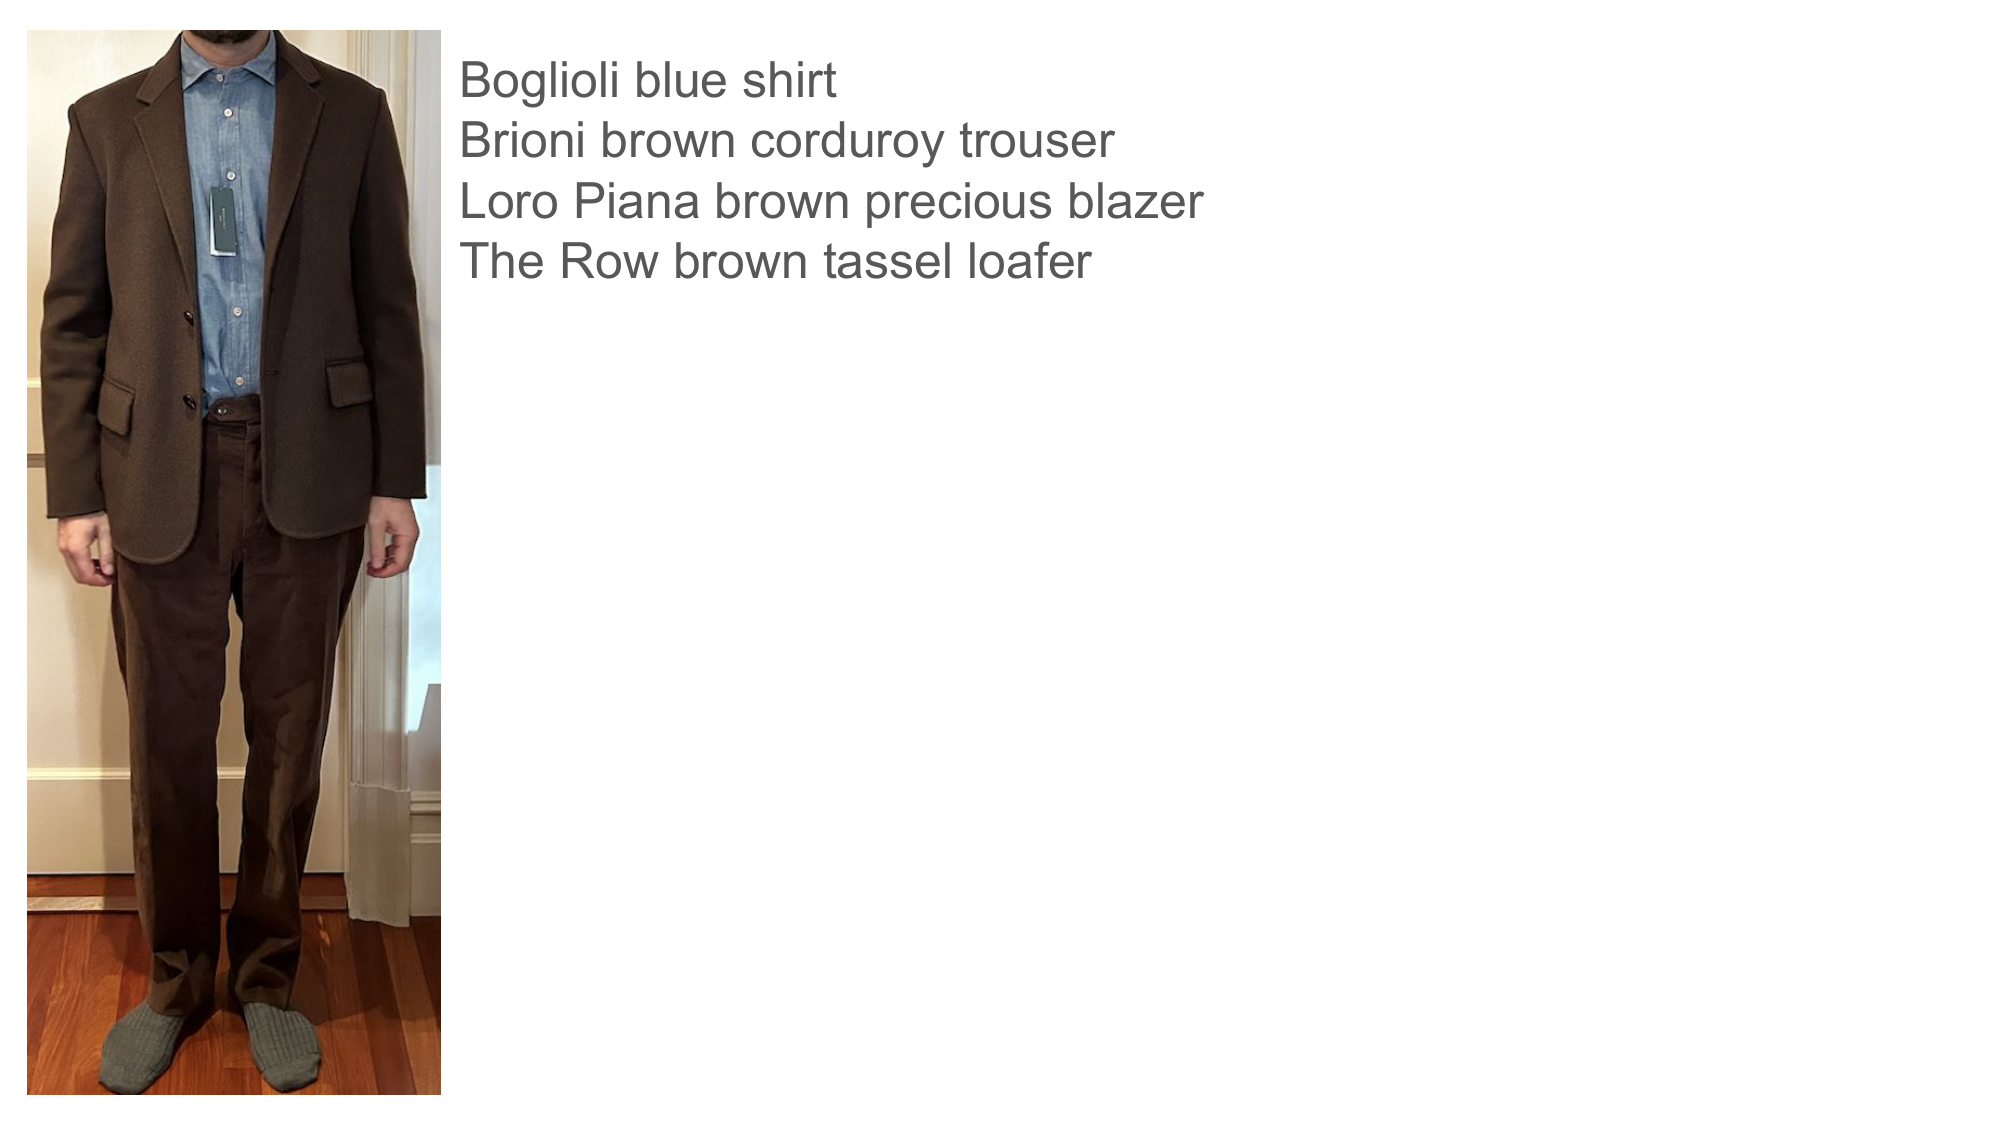 Boglioli blue shirt
Brioni brown corduroy trouser
Loro Piana brown precious blazer
The Row brown tassel loafer